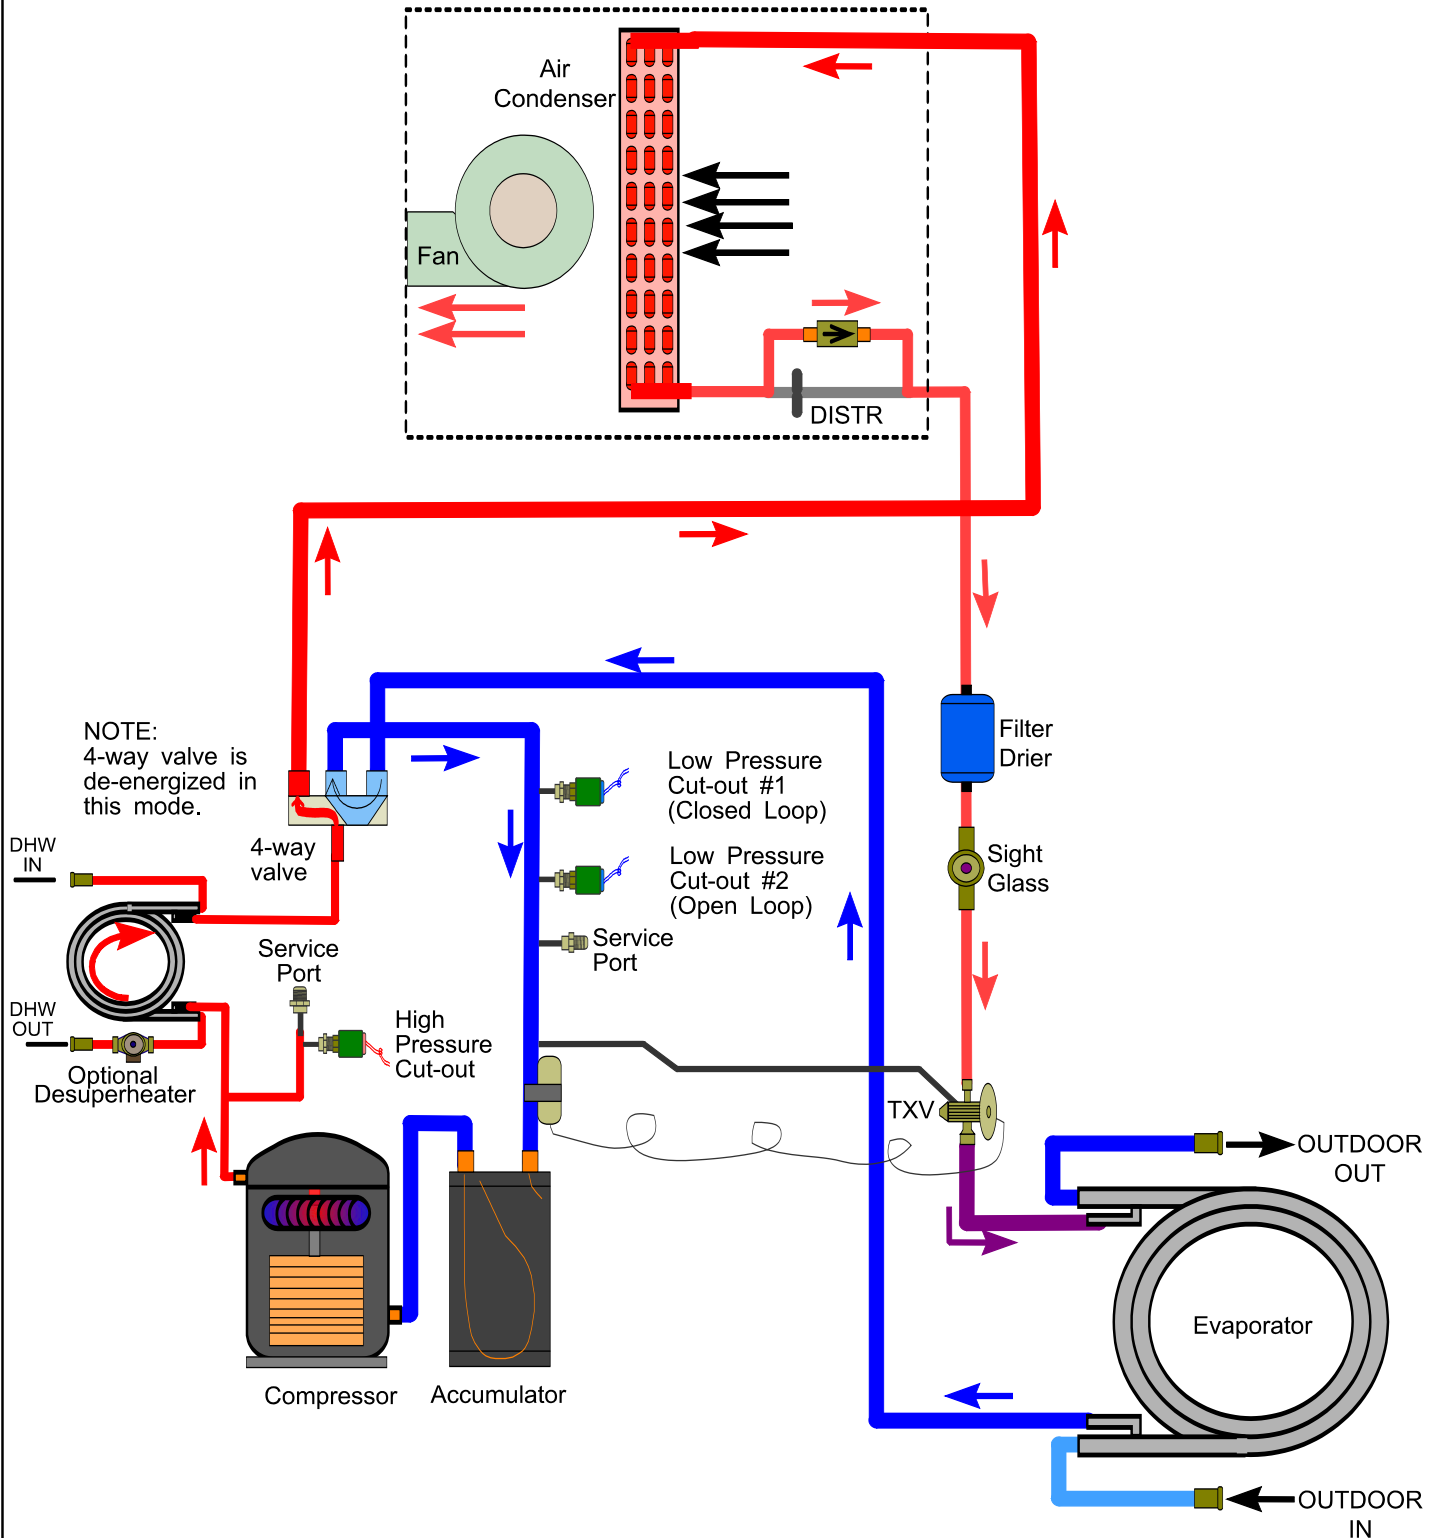 Air
Condenser
Fan
DISTR
NOTE:
4-way valve is
de-energized in
this mode.
4-way
valve
Low Pressure
Cut-out #1
(Closed Loop)
Low Pressure
Cut-out #2
(Open Loop)
Service
Port
Filter
Drier
Sight
Glass
DHW
IN
Service
Port
High
Pressure
Cut-out
DHW
OUT
Optional
Desuperheater
TXV
OUTDOOR
OUT
Evaporator
Compressor
Accumulator
OUTDOOR
IN